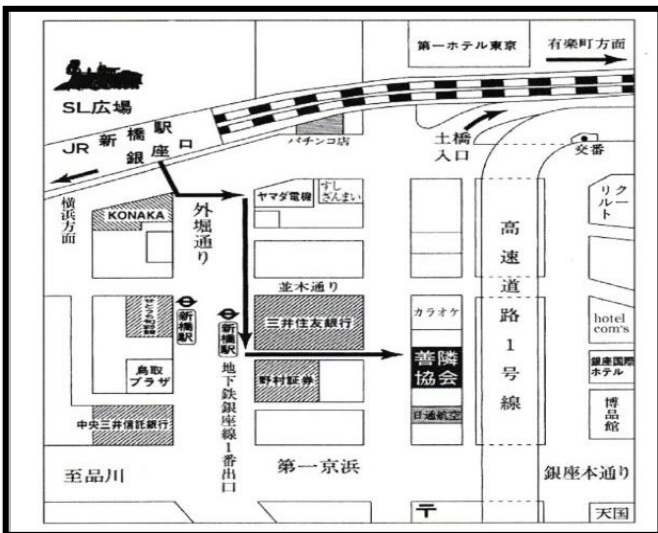 第一ホテル東京
有楽町方面
SL広場
JR 新橋駅
銀座口
パチンコ店
土橋
入口
交番
横浜方面
KONAKA
外堀通り
ヤマダ電機
すし
ざんまい
高速道路1号線
リクルート
並木通り
新橋駅
新橋駅
三井住友銀行
カラオケ
hotel
com's
鳥取
プラザ
地下鉄銀座線1番出口
野村証券
善隣
協会
銀座国際
ホテル
日通航空
博品館
中央三井信託銀行
至品川
第一京浜
銀座本通り
〒
天国